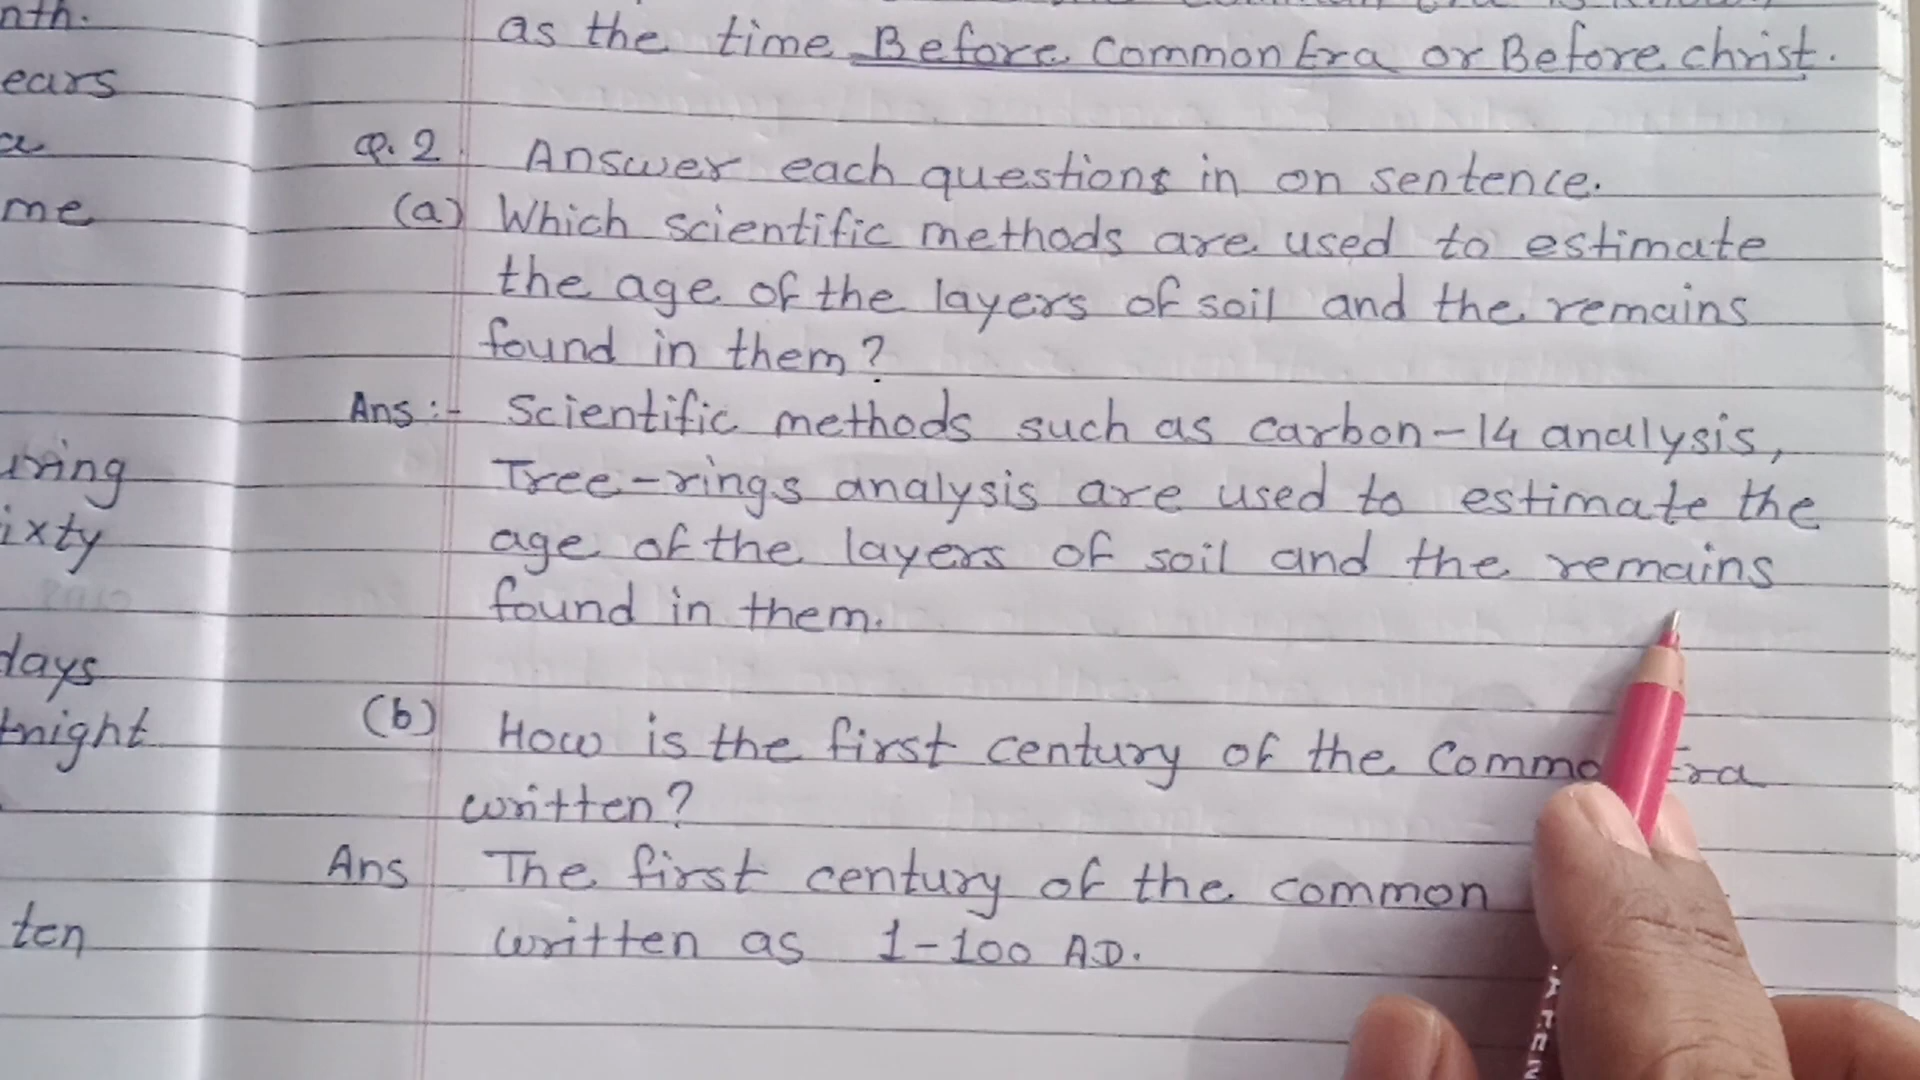 nth.
ears
a
me
uring
ixty
days
tnight
ten
as the time Before Common Era or Before christ.
Q.2 Answer each questions in on sentence.
(a) Which scientific methods are used to estimate
the age of the layers of soil and the remains
found in them?
Ans :- Scientific methods such as carbon-14 analysis,
Tree-rings analysis are used to estimate the
age of the layers of soil and the remains
found in them.
(b) How is the first century of the Commo Era
written?
Ans The first century of the common
written as 1-100 A.D.